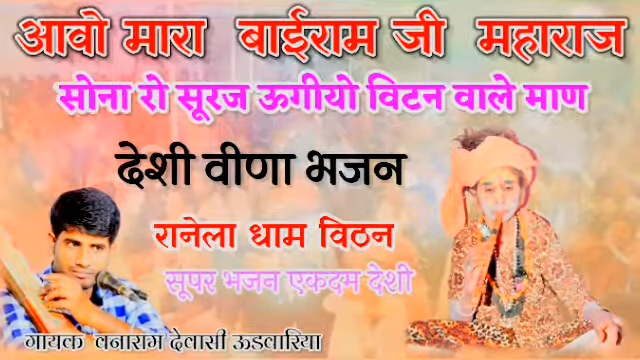 आवो मारा बाईराम जी महाराज
सोना रो सूरज ऊगीयो विटन वाले माण
देशी वीणा भजन
रानेला धाम विठन
सूपर भजन एकदम देशी
गायक वनाराम देवासी ऊडवारिया